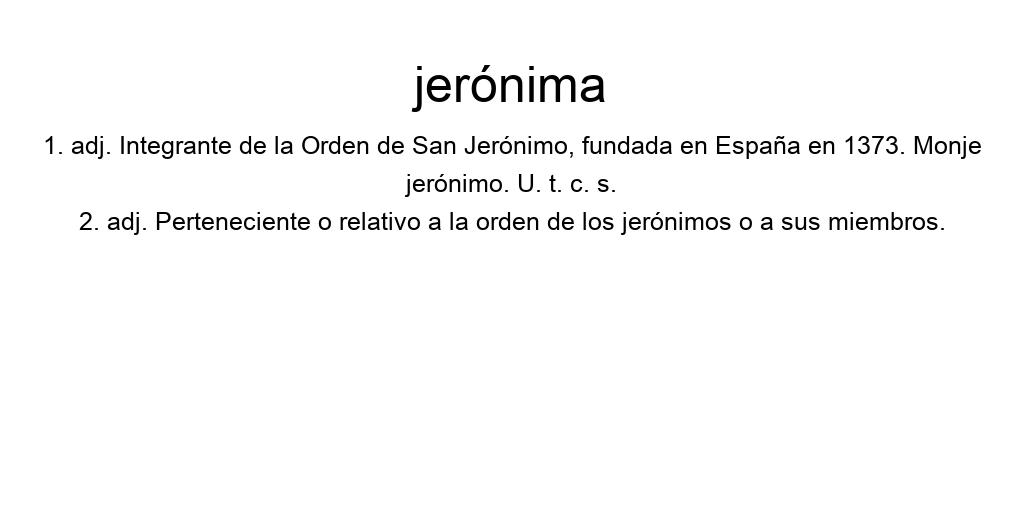 jerónima
1. adj. Integrante de la Orden de San Jerónimo, fundada en España en 1373. Monje
jerónimo. U. t. c. s.
2. adj. Perteneciente o relativo a la orden de los jerónimos o a sus miembros.